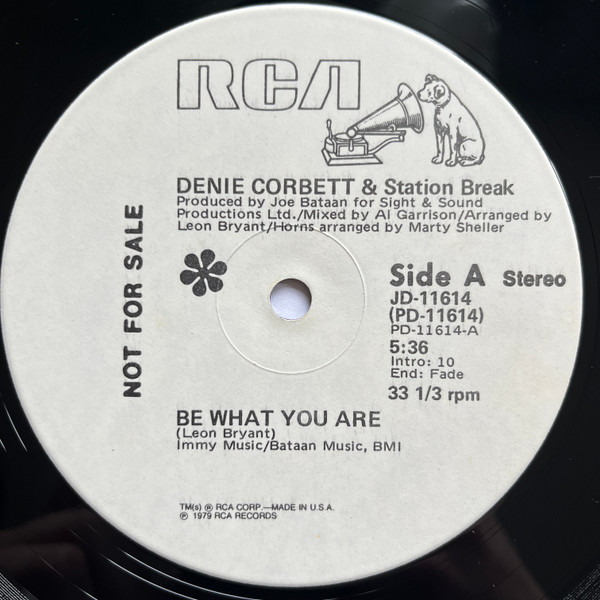 RCA
DENIE CORBETT & Station Break
Produced by Joe Bataan for Sight & Sound
Productions Ltd./Mixed by Al Garrison/Arranged by
Leon Bryant/Horns arranged by Marty Sheller
NOT FOR SALE
Side A Stereo
JD-11614
(PD-11614)
PD-11614-A
5:36
Intro: 10
End: Fade
33 1/3 rpm
BE WHAT YOU ARE
(Leon Bryant)
Immy Music/Bataan Music, BMI
TM(s) ® RCA CORP.—MADE IN U.S.A.
℗ 1979 RCA RECORDS